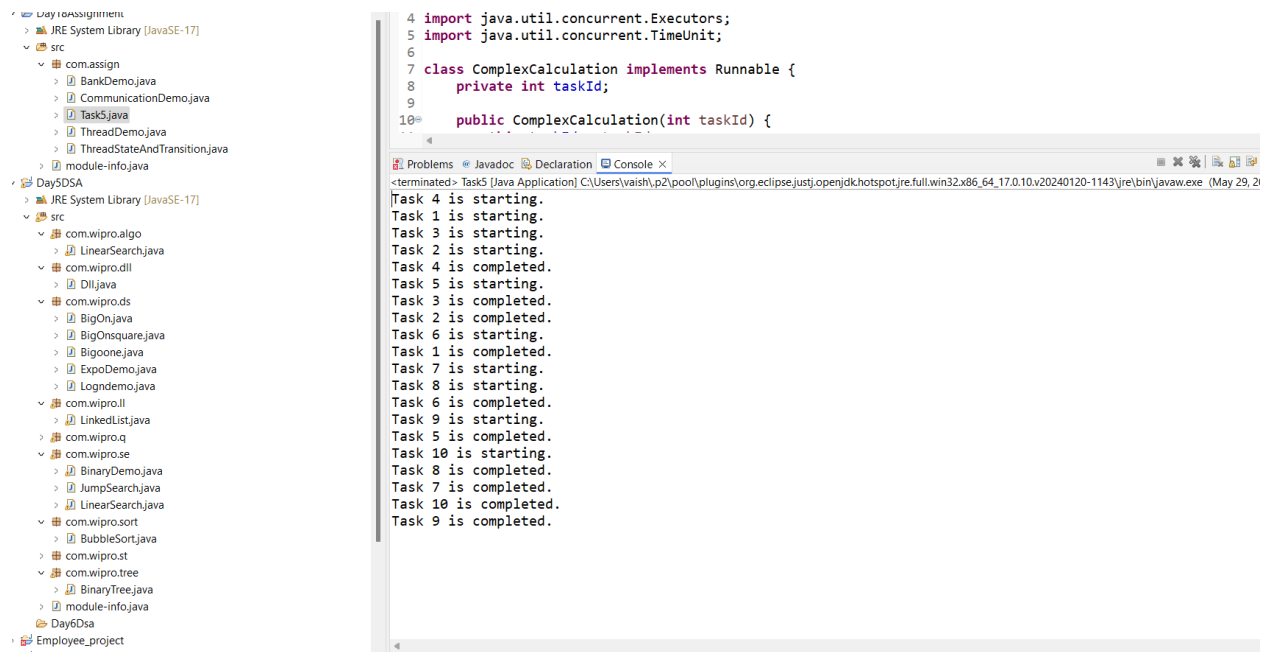 Day18Assignment
JRE System Library [JavaSE-17]
src
com.assign
BankDemo.java
CommunicationDemo.java
Task5.java
ThreadDemo.java
ThreadStateAndTransition.java
module-info.java
Day5DSA
JRE System Library [JavaSE-17]
src
com.wipro.algo
LinearSearch.java
com.wipro.dll
Dll.java
com.wipro.ds
BigOn.java
BigOnsquare.java
Bigoone.java
ExpoDemo.java
Logndemo.java
com.wipro.ll
LinkedList.java
com.wipro.q
com.wipro.se
BinaryDemo.java
JumpSearch.java
LinearSearch.java
com.wipro.sort
BubbleSort.java
com.wipro.st
com.wipro.tree
BinaryTree.java
module-info.java
Day6Dsa
Employee_project
4 import java.util.concurrent.Executors;
5 import java.util.concurrent.TimeUnit;
6
7 class ComplexCalculation implements Runnable {
8 private int taskId;
9
10 public ComplexCalculation(int taskId) {
Problems Javadoc Declaration Console
<terminated> Task5 [Java Application] C:\Users\vaish\.p2\pool\plugins\org.eclipse.justj.openjdk.hotspot.jre.full.win32.x86_64_17.0.10.v20240120-1143\jre\bin\javaw.exe (May 29, 2
Task 4 is starting.
Task 1 is starting.
Task 3 is starting.
Task 2 is starting.
Task 4 is completed.
Task 5 is starting.
Task 3 is completed.
Task 2 is completed.
Task 6 is starting.
Task 1 is completed.
Task 7 is starting.
Task 8 is starting.
Task 6 is completed.
Task 9 is starting.
Task 5 is completed.
Task 10 is starting.
Task 8 is completed.
Task 7 is completed.
Task 10 is completed.
Task 9 is completed.